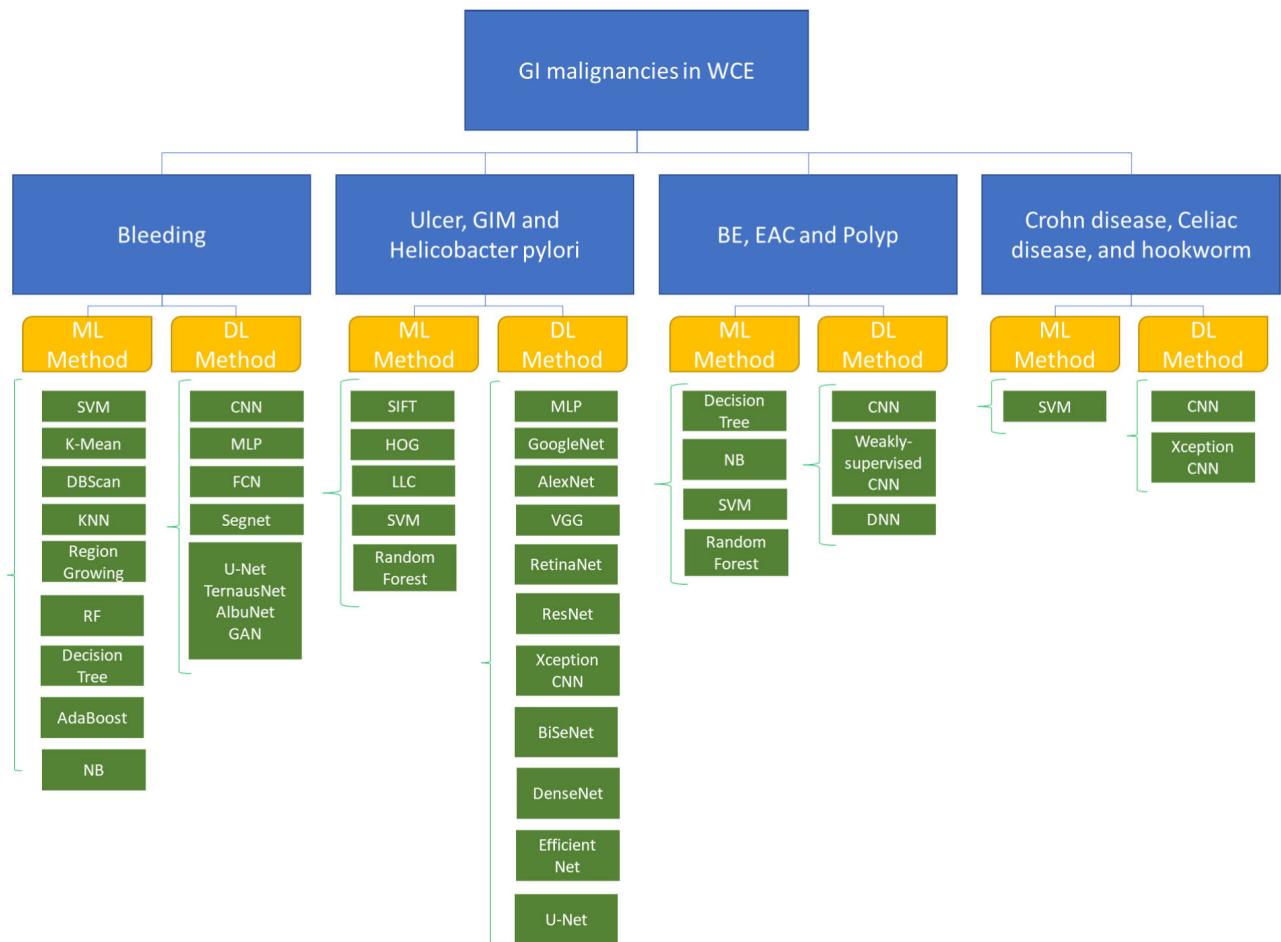 GI malignancies in WCE
Bleeding
Ulcer, GIM and
Helicobacter pylori
BE, EAC and Polyp
Crohn disease, Celiac
disease, and hookworm
ML
Method
DL
Method
ML
Method
DL
Method
ML
Method
DL
Method
ML
Method
DL
Method
SVM
K-Mean
DBScan
KNN
Region
Growing
RF
Decision
Tree
AdaBoost
NB
CNN
MLP
FCN
Segnet
U-Net
TernausNet
AlbuNet
GAN
SIFT
HOG
LLC
SVM
Random
Forest
MLP
GoogleNet
AlexNet
VGG
RetinaNet
ResNet
Xception
CNN
BiSeNet
DenseNet
Efficient
Net
U-Net
Decision
Tree
NB
SVM
Random
Forest
CNN
Weakly-
supervised
CNN
DNN
SVM
CNN
Xception
CNN